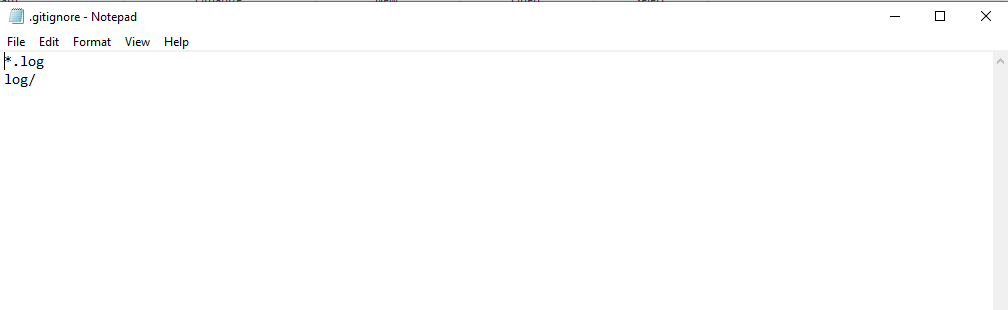 .gitignore - Notepad
File Edit Format View Help
*.log
log/